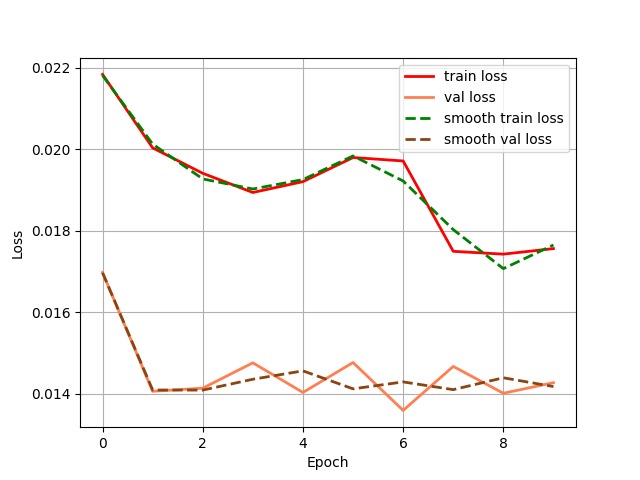 0.022
0.020
0.018
0.016
0.014
Loss
train loss
val loss
smooth train loss
smooth val loss
0
2
4
6
8
Epoch